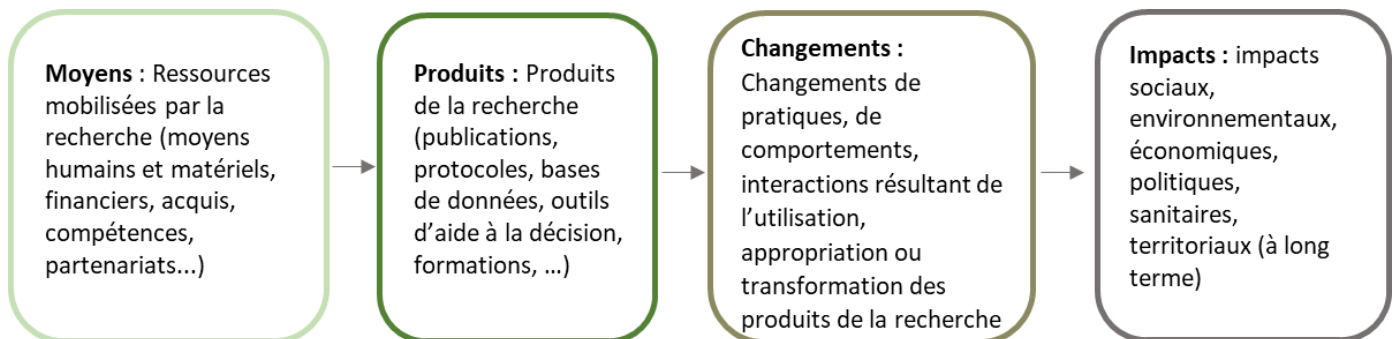 Moyens : Ressources
mobilisées par la
recherche (moyens
humains et matériels,
financiers, acquis,
compétences,
partenariats...)
Produits : Produits
de la recherche
(publications,
protocoles, bases
de données, outils
d’aide à la décision,
formations, …)
Changements :
Changements de
pratiques, de
comportements,
interactions résultant de
l’utilisation,
appropriation ou
transformation des
produits de la recherche
Impacts : impacts
sociaux,
environnementaux,
économiques,
politiques,
sanitaires,
territoriaux (à long
terme)